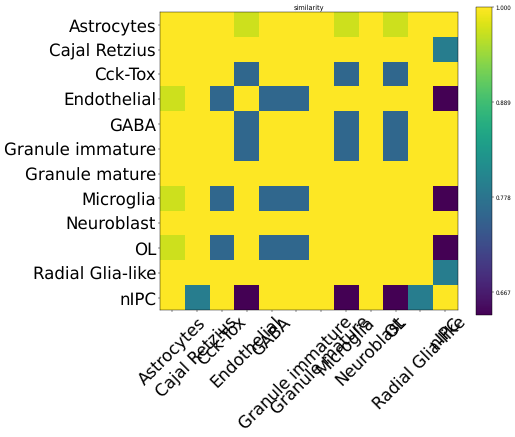 similarity
Astrocytes
Cajal Retzius
Cck-Tox
Endothelial
GABA
Granule immature
Granule mature
Microglia
Neuroblast
OL
Radial Glia-like
nIPC
1.000
0.889
0.778
0.667
Astrocytes
Cajal Retzius
Cck-Tox
Endothelial
GABA
Granule immature
Granule mature
Microglia
Neuroblast
OL
Radial Glia-like
nIPC